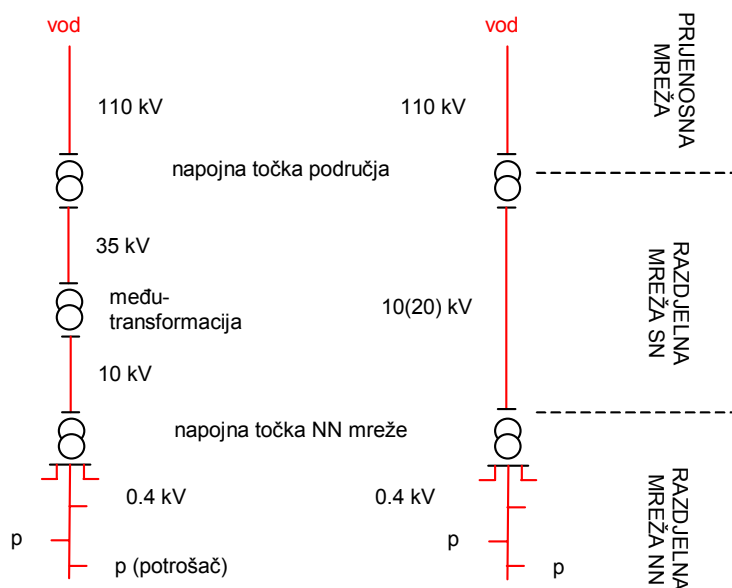 vod
vod
110 kV
110 kV
PRIJENOSNA
MREŽA
napojna točka područja
35 kV
među-
transformacija
10(20) kV
RAZDJELNA
MREŽA SN
10 kV
napojna točka NN mreže
0.4 kV
0.4 kV
RAZDJELNA
MREŽA NN
p
p (potrošač)
p
p